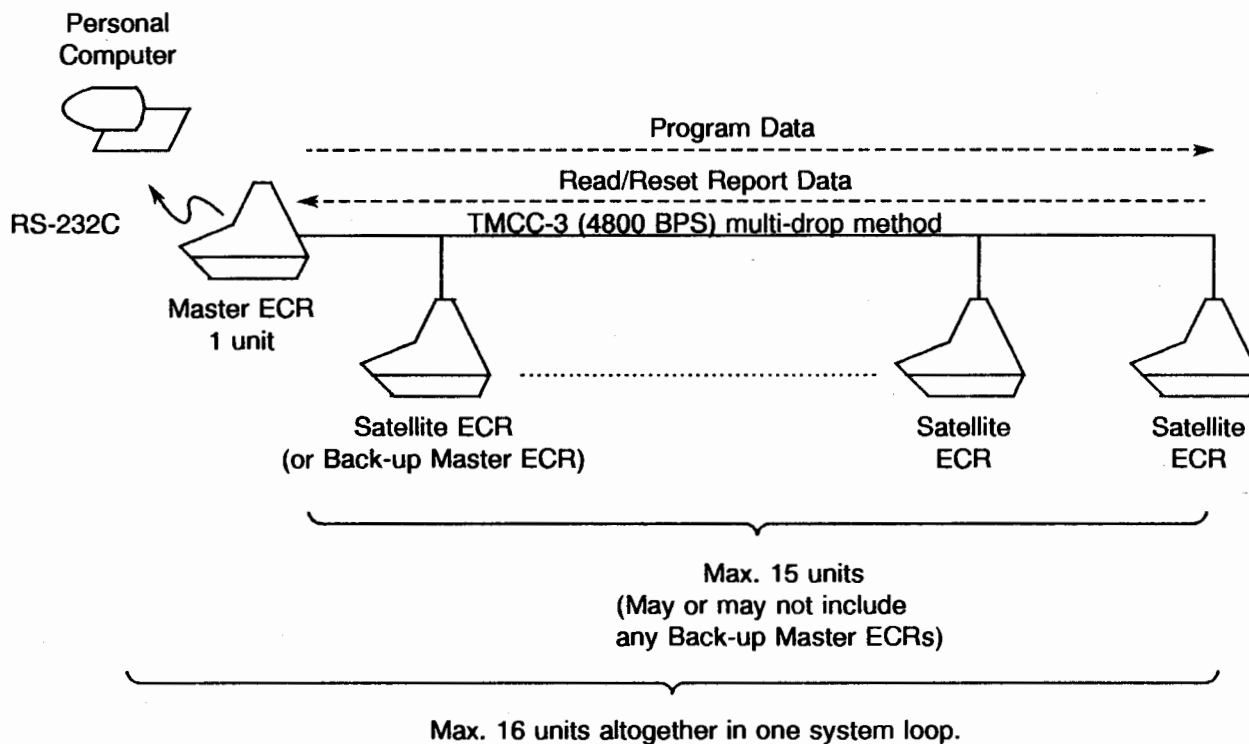 Personal
Computer
Program Data
Read/Reset Report Data
RS-232C
TMCC-3 (4800 BPS) multi-drop method
Master ECR
1 unit
Satellite ECR
(or Back-up Master ECR)
Satellite
ECR
Satellite
ECR
Max. 15 units
(May or may not include
any Back-up Master ECRs)
Max. 16 units altogether in one system loop.